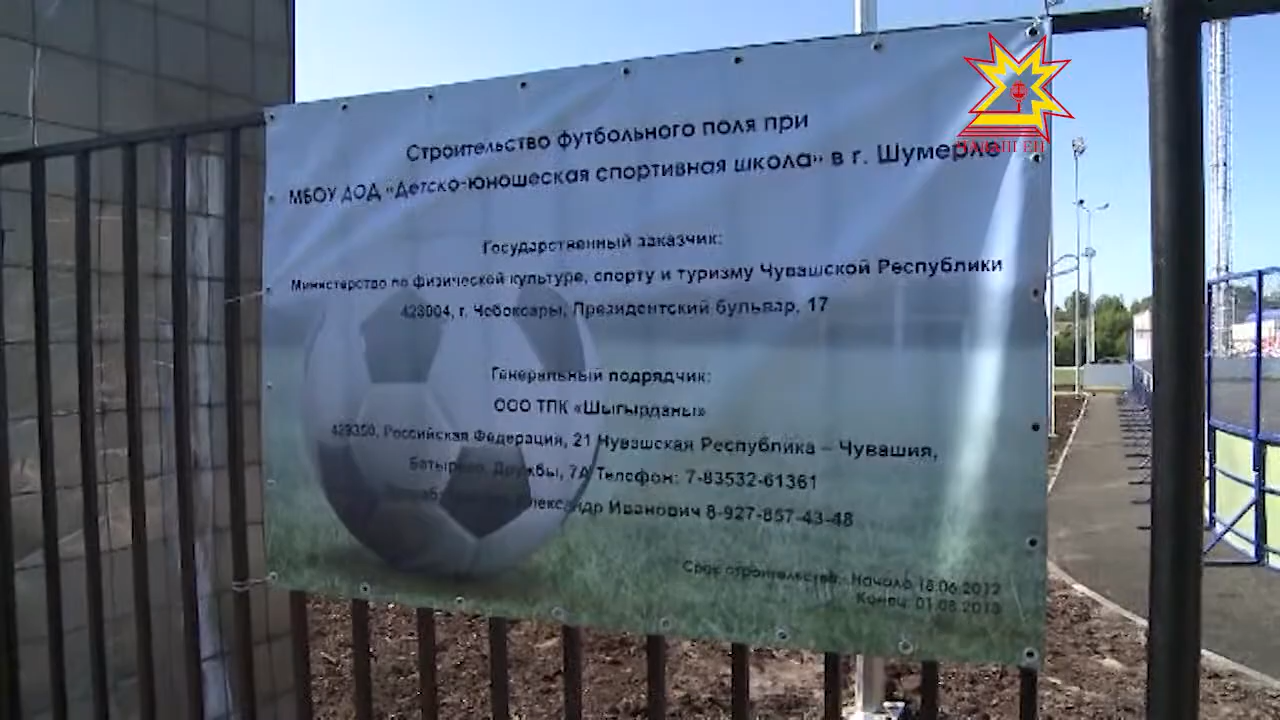 Строительство футбольного поля при
МБОУ ДОД «Детско-юношеская спортивная школа» в г. Шумерле
Государственный заказчик:
Министерство по физической культуре, спорту и туризму Чувашской Республики
428004, г. Чебоксары, Президентский бульвар, 17
Генеральный подрядчик:
ООО ТПК «Шыгырданы»
429350, Российская Федерация, 21 Чувашская Республика – Чувашия,
Дружбы, 7А Телефон: 7-83532-61361
Иванович 8-927-857-43-48
Срок строительства: Начало 18.06.2012
Конец: 01.08.2013